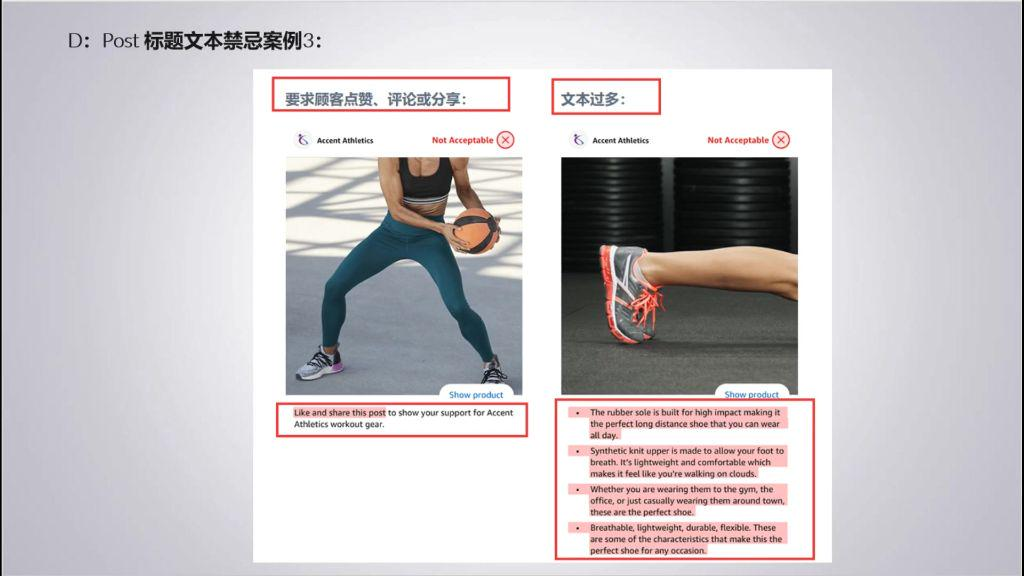 D：Post 标题文本禁忌案例3：
要求顾客点赞、评论或分享：
Accent Athletics
Not Acceptable
Show product
Like and share this post to show your support for Accent
Athletics workout gear.
文本过多：
Accent Athletics
Not Acceptable
Show product
• The rubber sole is built for high impact making it
the perfect long distance shoe that you can wear
all day.
• Synthetic knit upper is made to allow your foot to
breath. It's lightweight and comfortable which
makes it feel like you're walking on clouds.
• Whether you are wearing them to the gym, the
office, or just casually wearing them around town,
these are the perfect shoe.
• Breathable, lightweight, durable, flexible. These
are some of the characteristics that make this the
perfect shoe for any occasion.